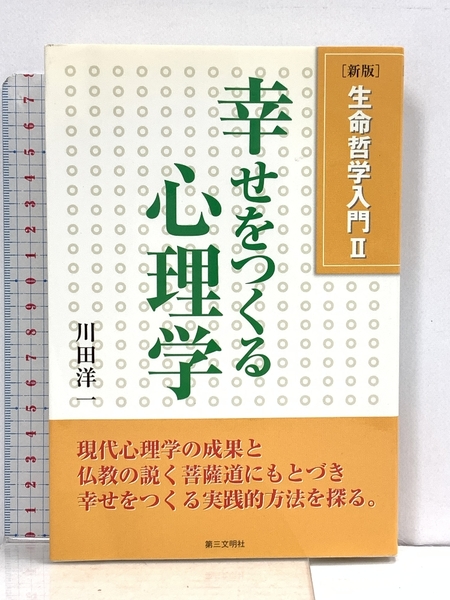 [新版]
生命哲学入門Ⅱ
幸せをつくる
心理学
川田洋一
現代心理学の成果と
仏教の説く菩薩道にもとづき
幸せをつくる実践的方法を探る。
第三文明社